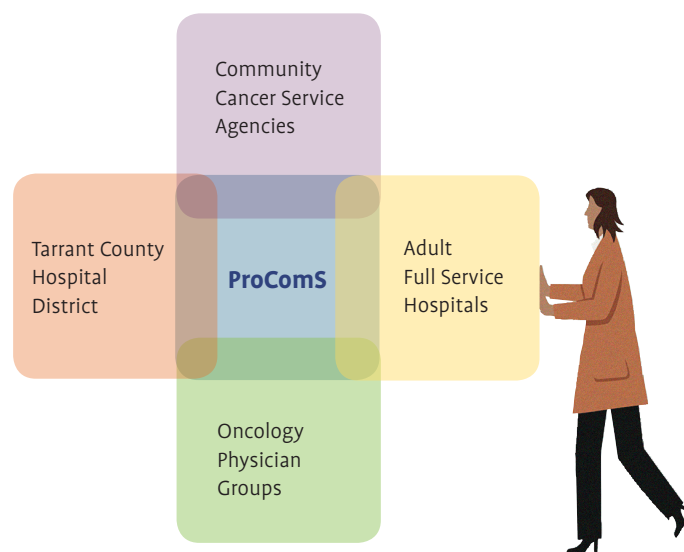 Community
Cancer Service
Agencies
Tarrant County
Hospital
District
ProComS
Adult
Full Service
Hospitals
Oncology
Physician
Groups